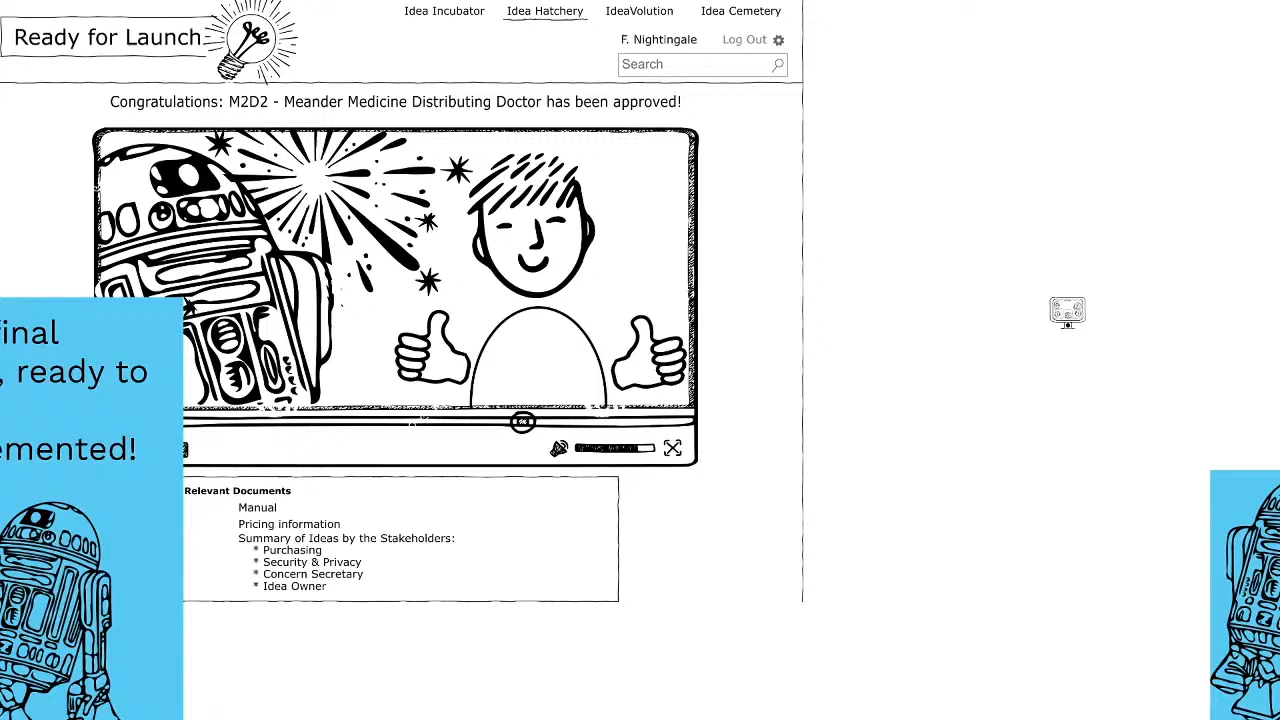 Idea Incubator Idea Hatchery IdeaVolution Idea Cemetery
Ready for Launch
F. Nightingale Log Out
Search
Congratulations: M2D2 - Meander Medicine Distributing Doctor has been approved!
final
, ready to
emented!
Relevant Documents
Manual
Pricing information
Summary of Ideas by the Stakeholders:
* Purchasing
* Security & Privacy
* Concern Secretary
* Idea Owner